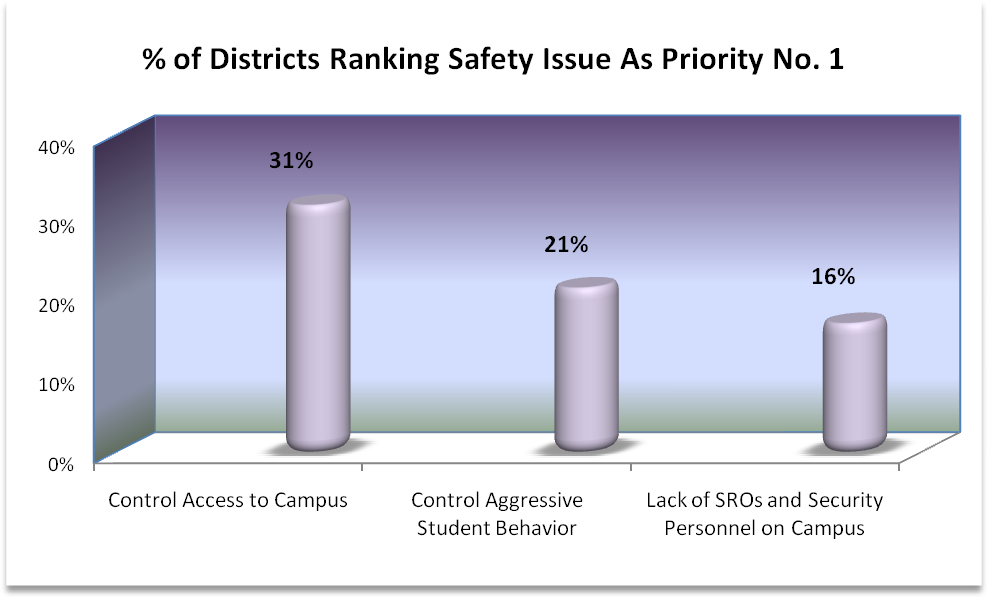 % of Districts Ranking Safety Issue As Priority No. 1
40%
30%
20%
10%
0%
31%
21%
16%
Control Access to Campus
Control Aggressive
Student Behavior
Lack of SROs and Security
Personnel on Campus